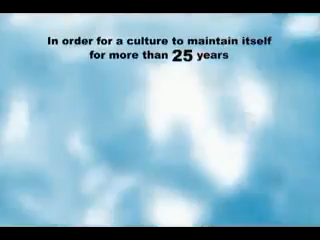 In order for a culture to maintain itself
for more than 25 years